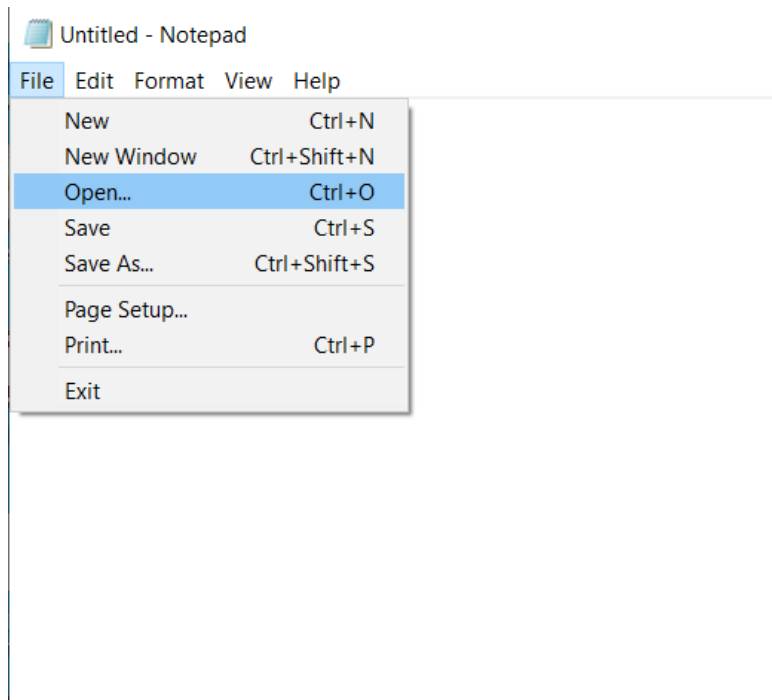 Untitled - Notepad
File Edit Format View Help
New Ctrl+N
New Window Ctrl+Shift+N
Open... Ctrl+O
Save Ctrl+S
Save As... Ctrl+Shift+S
Page Setup...
Print... Ctrl+P
Exit